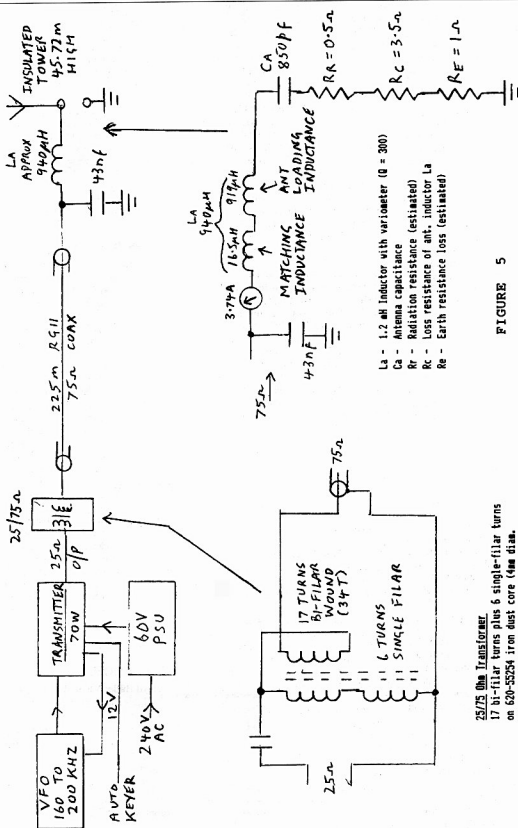 VFO
160 TO
200 KHZ
12V
AUTO
KEYER
TRANSMITTER
70W
60V
PSU
240V
AC
25Ω
O/P
25/75Ω
225m RG11
75Ω COAX
LA
APPROX
940μH
43nf
INSULATED
TOWER
45.72m
HIGH
25Ω
17 TURNS
BI-FILAR
WOUND
(34T)
6 TURNS
SINGLE FILAR
75Ω
75Ω
43nf
3.74A
LA
940μH
16.5μH
919μH
MATCHING
INDUCTANCE
ANT
LOADING
INDUCTANCE
CA
850pf
RR = 0.5Ω
RC = 3.5Ω
RE = 1Ω
La - 1.2 mH Inductor with variometer (Q = 300)
Ca - Antenna capacitance
Rr - Radiation resistance (estimated)
Rc - Loss resistance of ant. inductor La
Re - Earth resistance loss (estimated)
25/75 Ohm Transformer
17 bi-filar turns plus 6 single-filar turns
on 620-55254 iron dust core (4mm diam.
FIGURE 5